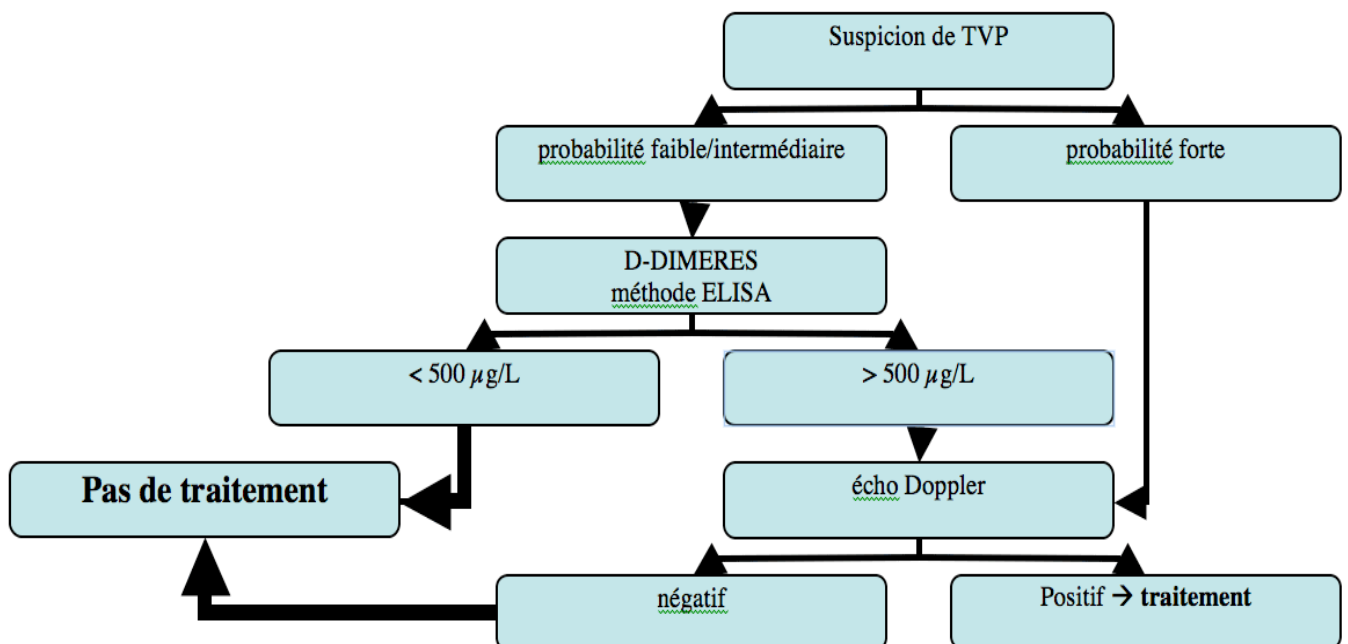 Suspicion de TVP
probabilité faible/intermédiaire
probabilité forte
D-DIMERES
méthode ELISA
< 500 µg/L
> 500 µg/L
Pas de traitement
écho Doppler
négatif
Positif → traitement